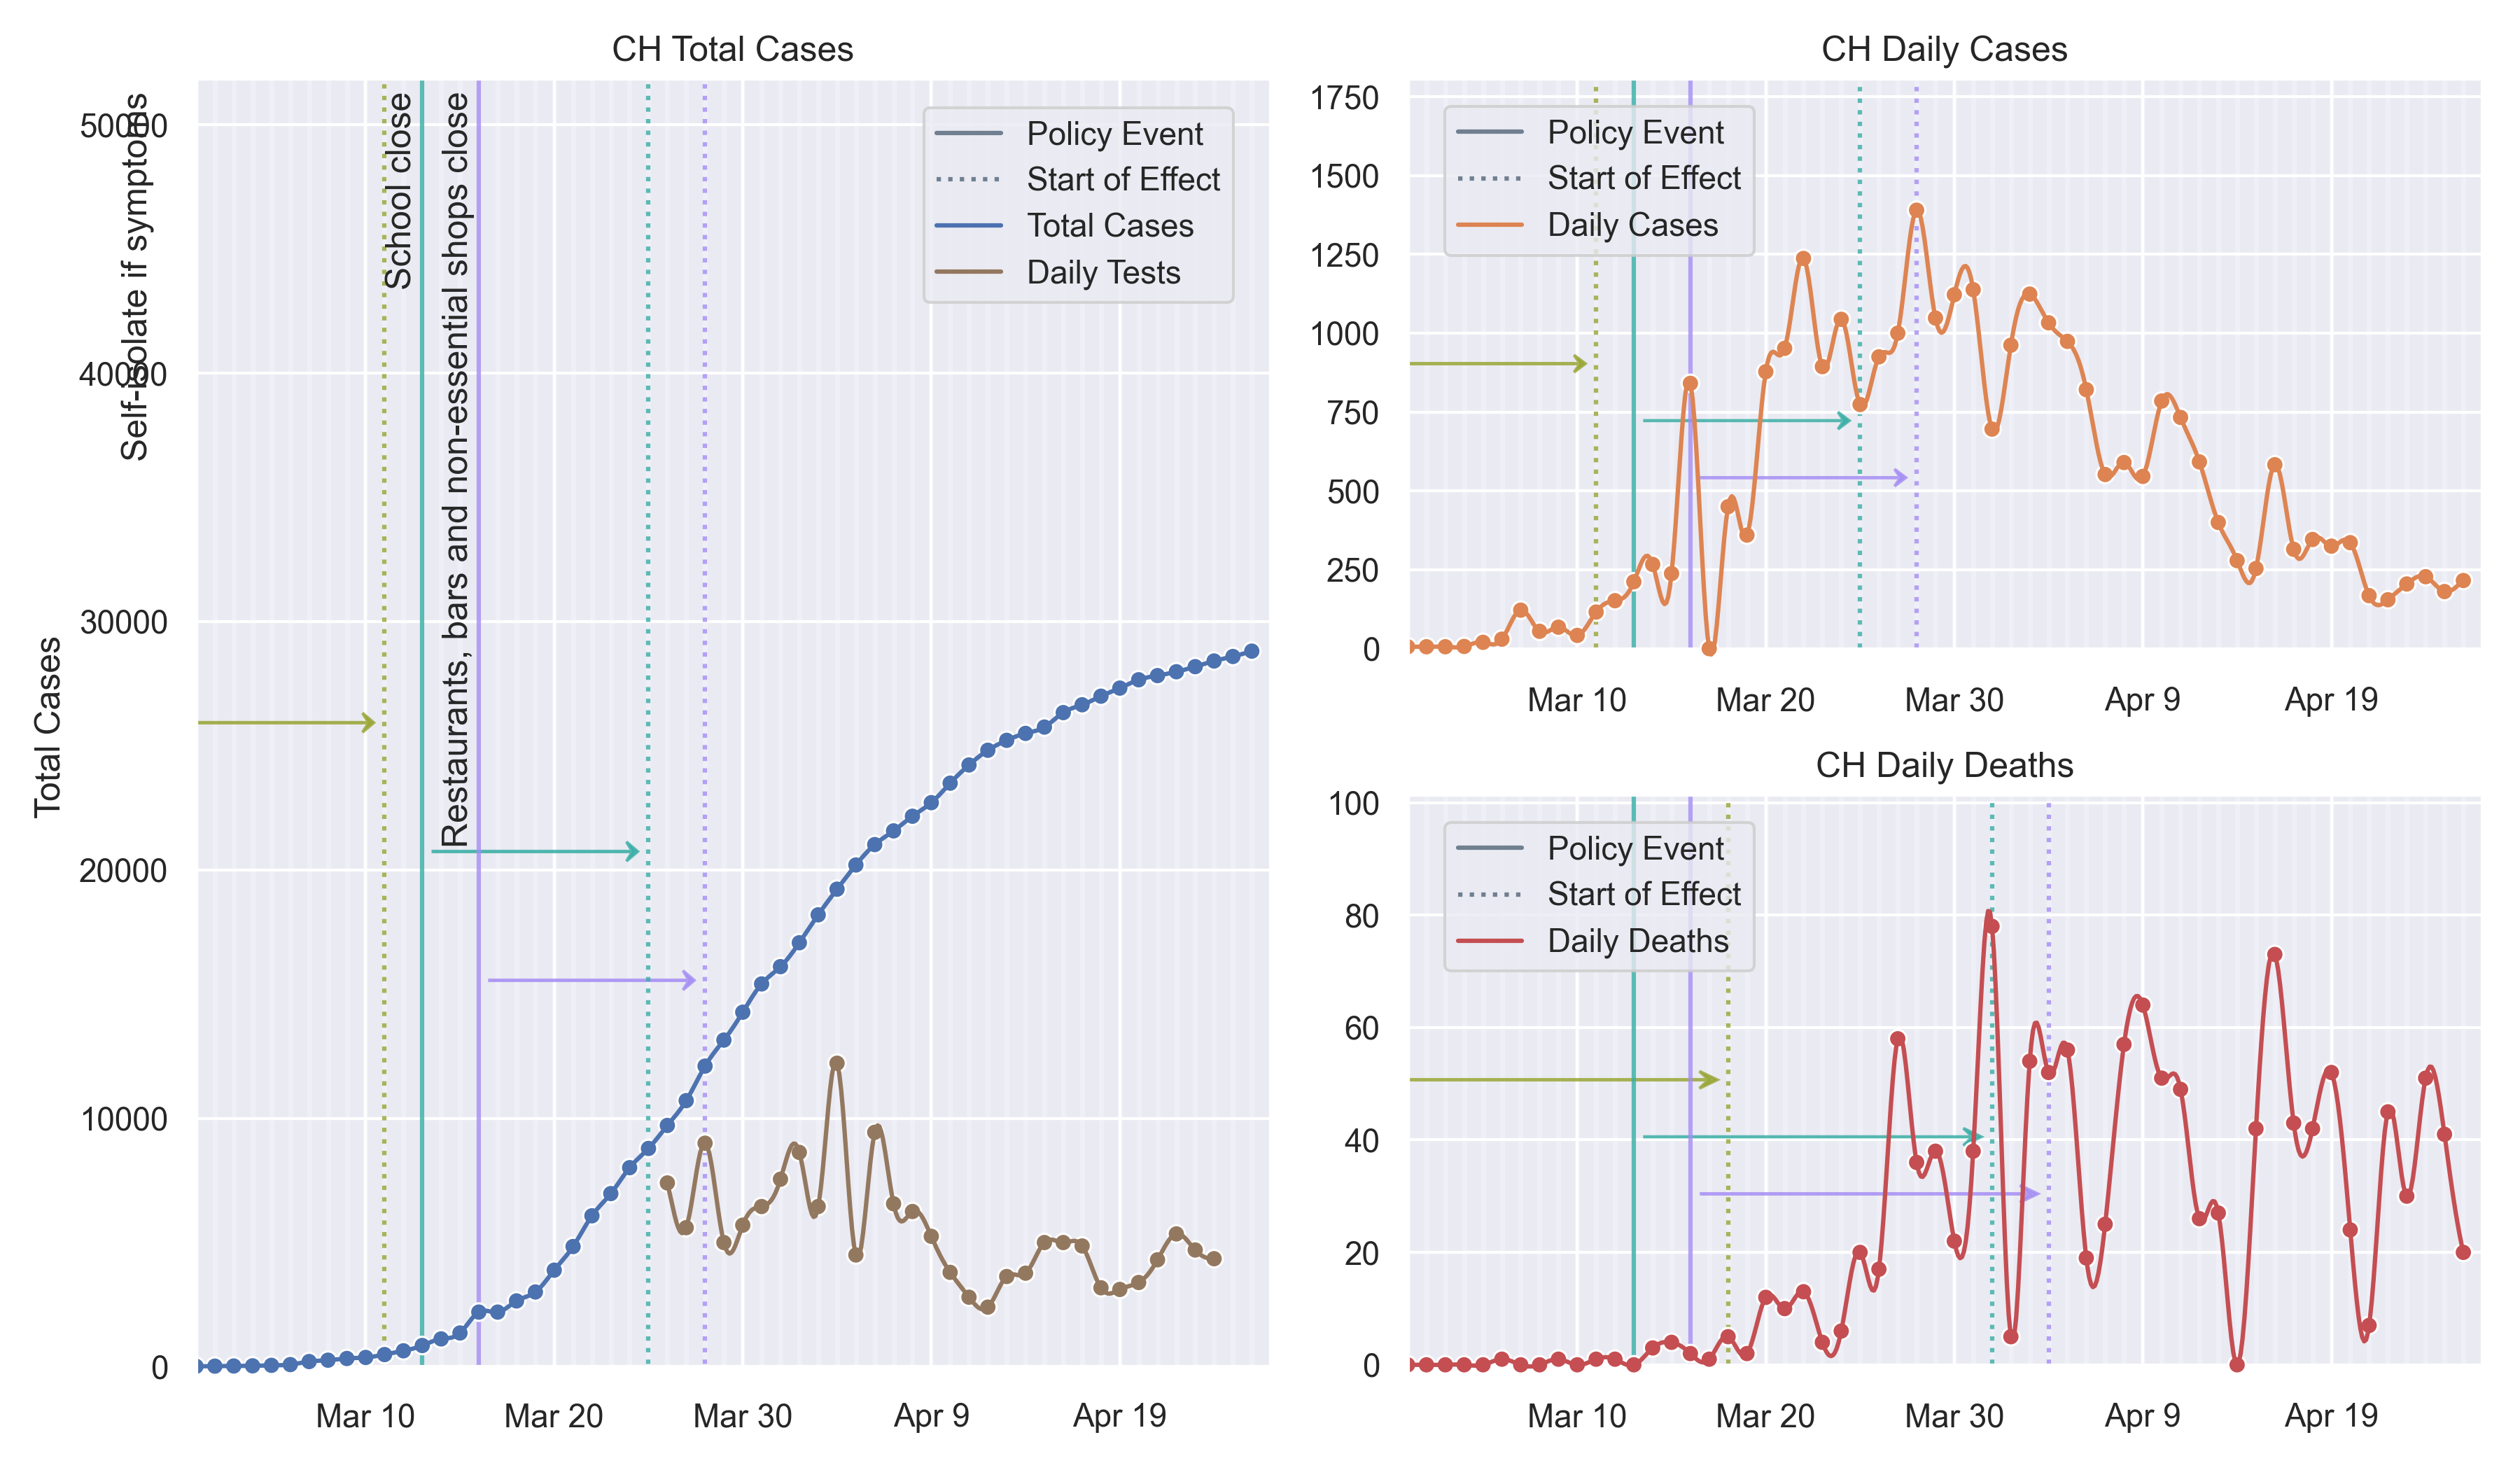 CH Total Cases
Total Cases
50000
40000
30000
20000
10000
0
Self-isolate if symptoms
School close
Restaurants, bars and non-essential shops close
Policy Event
Start of Effect
Total Cases
Daily Tests
Mar 10
Mar 20
Mar 30
Apr 9
Apr 19
CH Daily Cases
1750
1500
1250
1000
750
500
250
0
Policy Event
Start of Effect
Daily Cases
Mar 10
Mar 20
Mar 30
Apr 9
Apr 19
CH Daily Deaths
100
80
60
40
20
0
Policy Event
Start of Effect
Daily Deaths
Mar 10
Mar 20
Mar 30
Apr 9
Apr 19